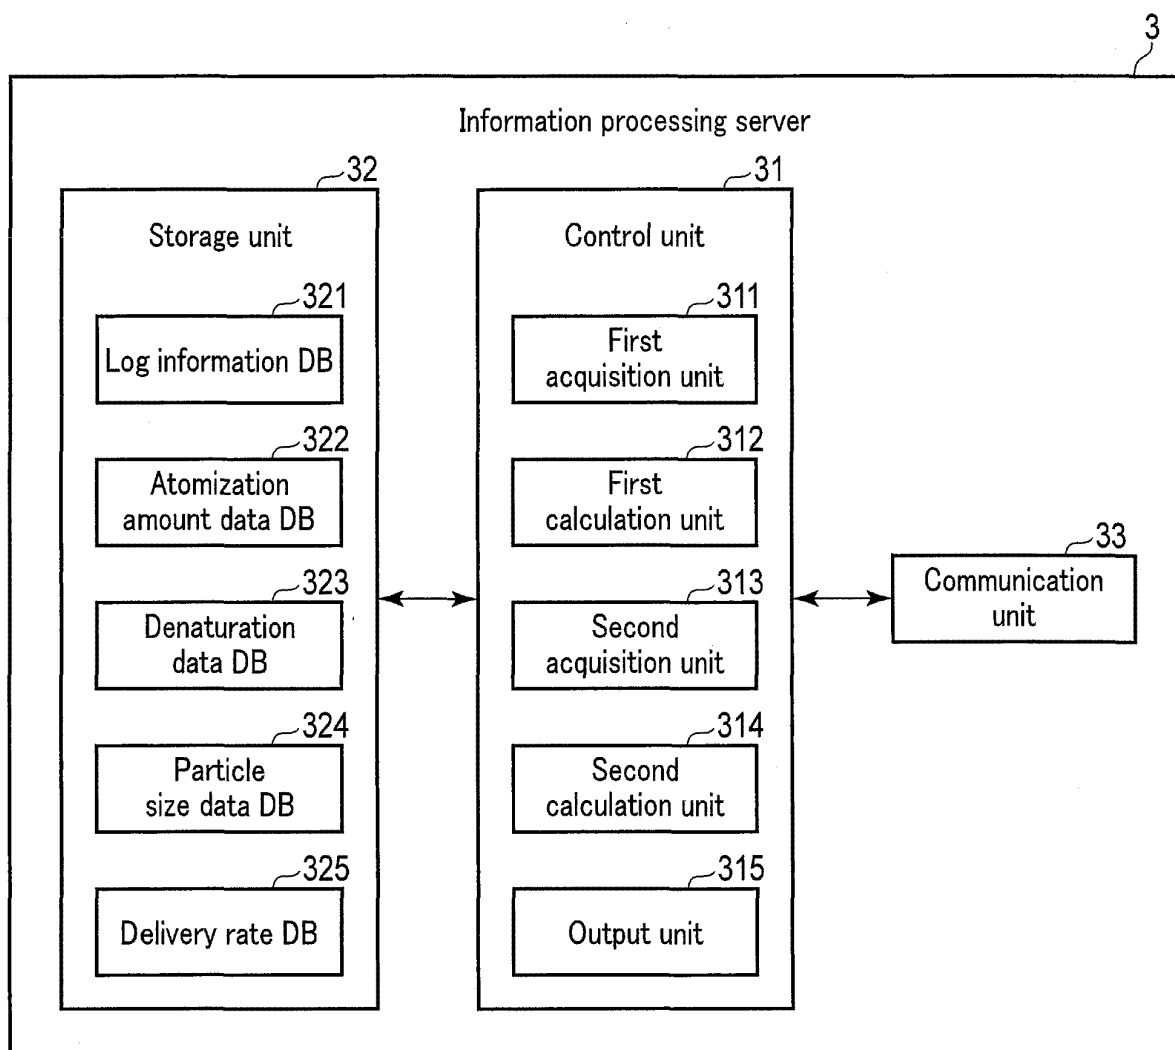 3
Information processing server
32
Storage unit
321
Log information DB
322
Atomization
amount data DB
323
Denaturation
data DB
324
Particle
size data DB
325
Delivery rate DB
31
Control unit
311
First
acquisition unit
312
First
calculation unit
313
Second
acquisition unit
314
Second
calculation unit
315
Output unit
33
Communication
unit